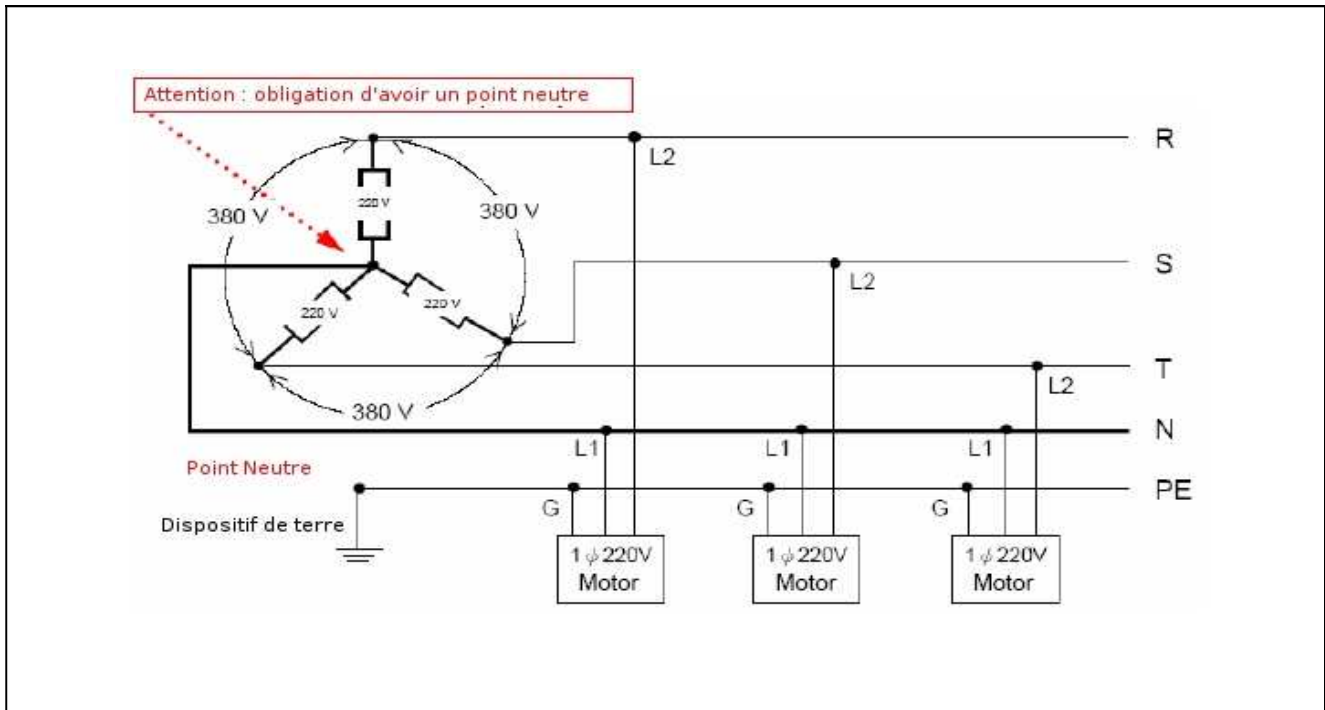 Attention : obligation d'avoir un point neutre
R
L2
220 V
380 V
380 V
S
L2
220 V
220 V
T
L2
380 V
N
L1
L1
L1
Point Neutre
PE
G
G
G
Dispositif de terre
1 φ 220V
Motor
1 φ 220V
Motor
1 φ 220V
Motor